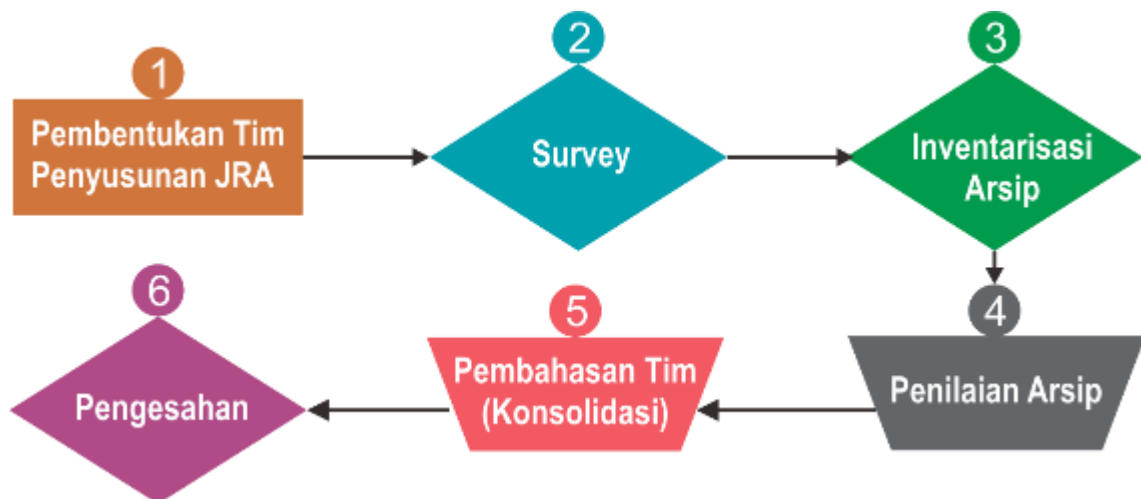 1
Pembentukan Tim
Penyusunan JRA
2
Survey
3
Inventarisasi
Arsip
4
Penilaian Arsip
5
Pembahasan Tim
(Konsolidasi)
6
Pengesahan